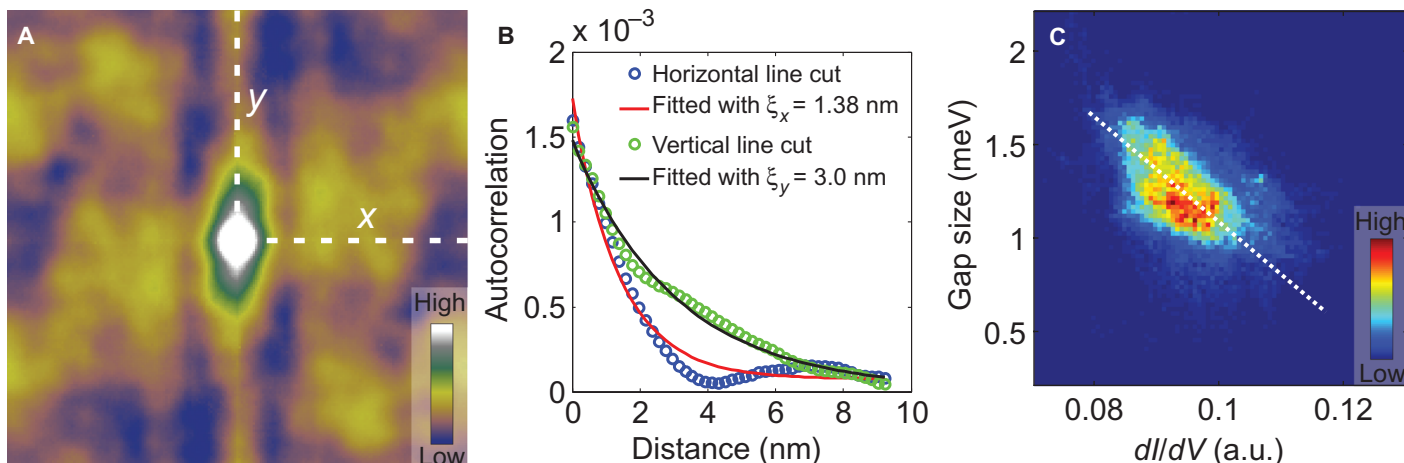 A
y
x
High
Low
B
× 10⁻³
2
1.5
1
0.5
0
0 2 4 6 8 10
Autocorrelation
Distance (nm)
Horizontal line cut
Fitted with ξₓ = 1.38 nm
Vertical line cut
Fitted with ξᵧ = 3.0 nm
C
2
1.5
1
0.5
0.08 0.1 0.12
Gap size (meV)
dI/dV (a.u.)
High
Low